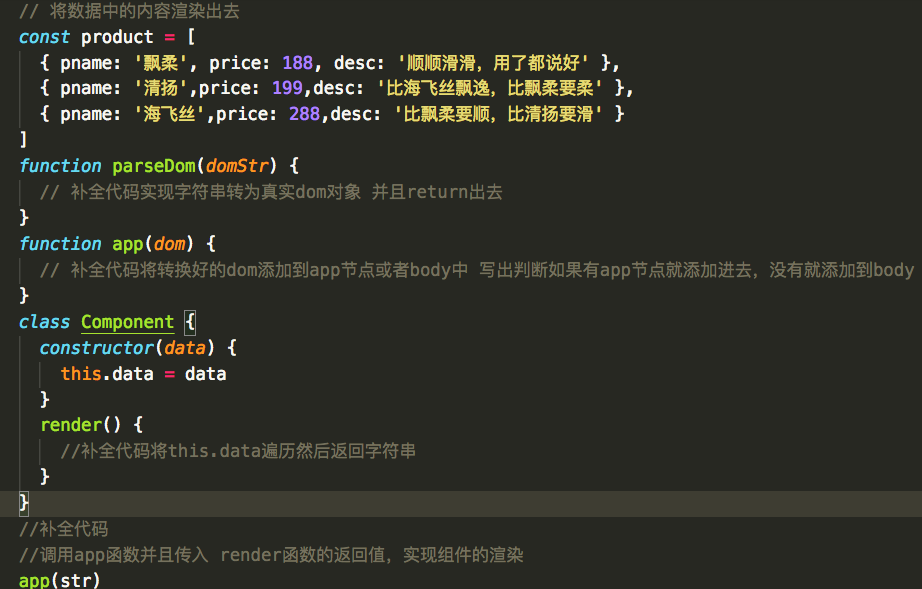 // 将数据中的内容渲染出去
const product = [
{ pname: '飘柔', price: 188, desc: '顺顺滑滑，用了都说好' },
{ pname: '清扬',price: 199,desc: '比海飞丝飘逸，比飘柔要柔' },
{ pname: '海飞丝',price: 288,desc: '比飘柔要顺，比清扬要滑' }
]
function parseDom(domStr) {
// 补全代码实现字符串转为真实dom对象 并且return出去
}
function app(dom) {
// 补全代码将转换好的dom添加到app节点或者body中 写出判断如果有app节点就添加进去，没有就添加到body
}
class Component {
constructor(data) {
this.data = data
}
render() {
//补全代码将this.data遍历然后返回字符串
}
}
//补全代码
//调用app函数并且传入 render函数的返回值，实现组件的渲染
app(str)